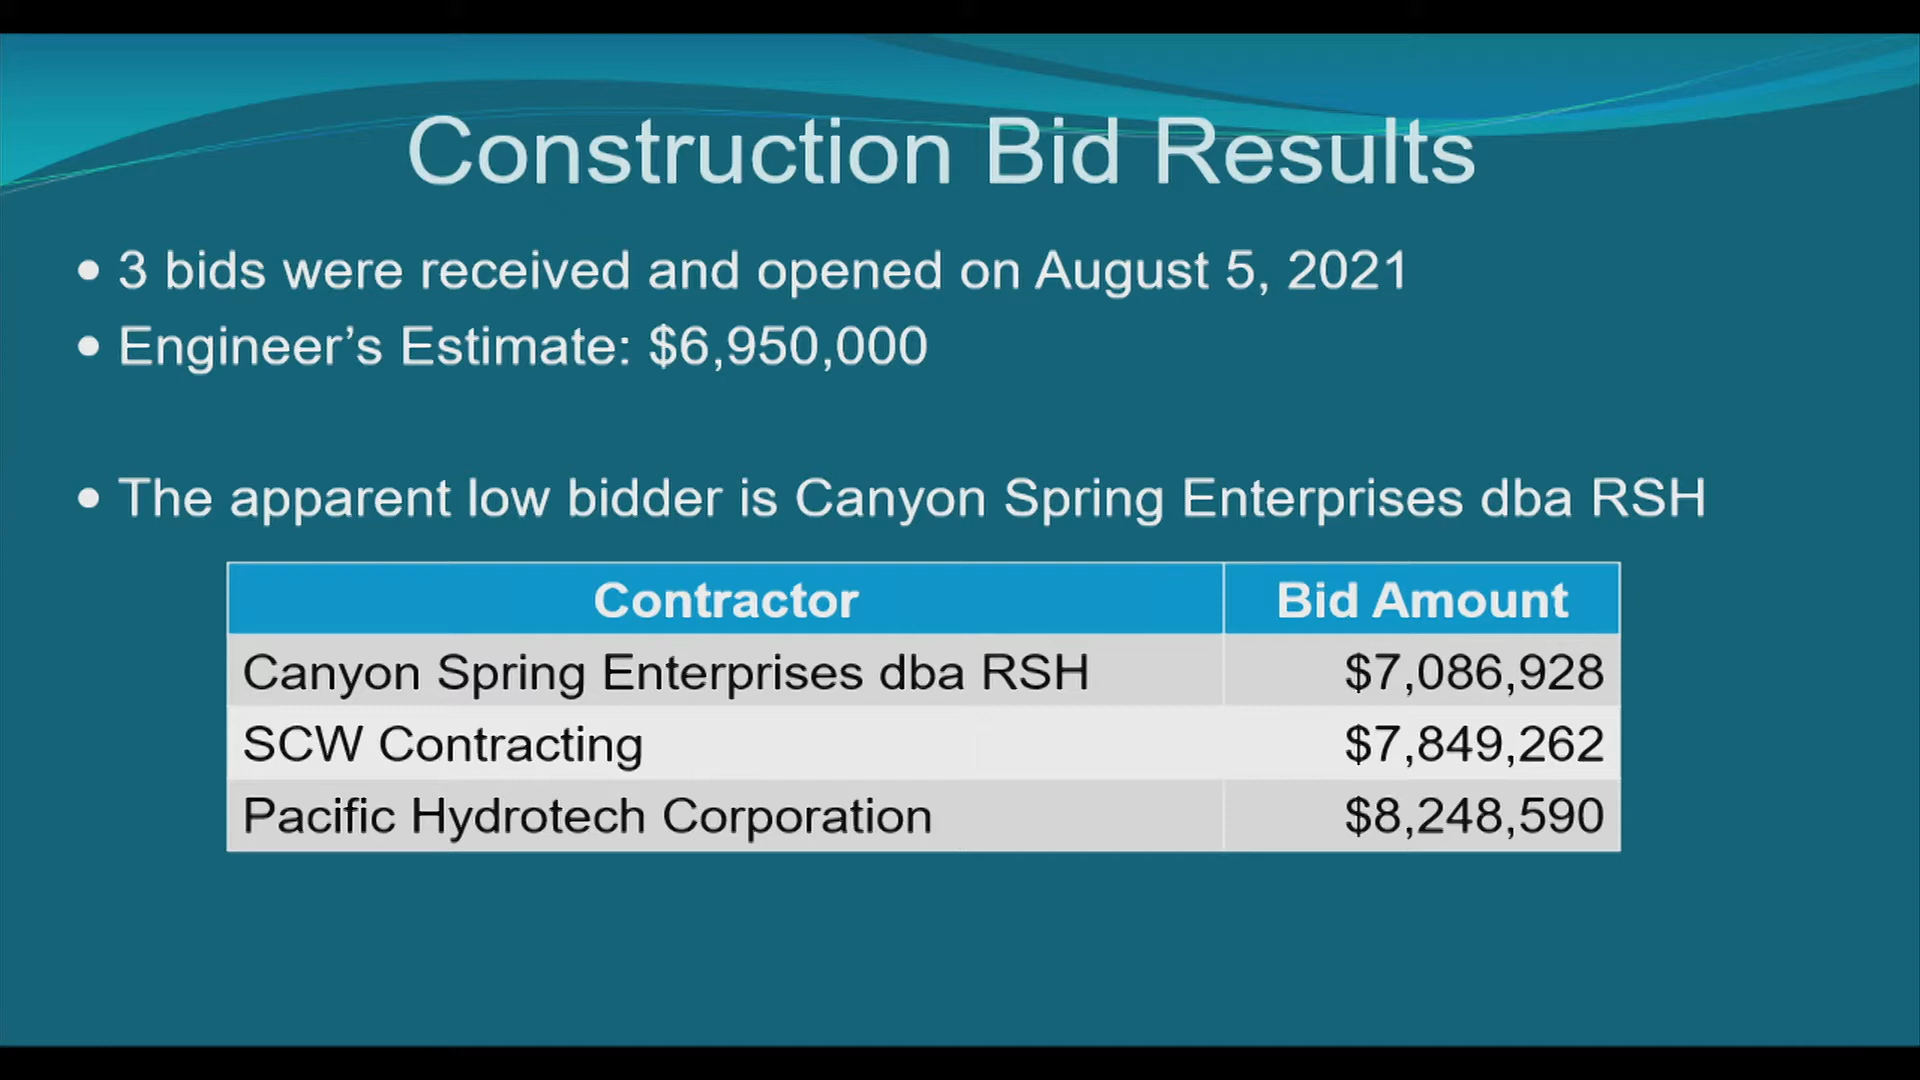 Construction Bid Results
• 3 bids were received and opened on August 5, 2021
• Engineer’s Estimate: $6,950,000
• The apparent low bidder is Canyon Spring Enterprises dba RSH
Contractor Bid Amount
Canyon Spring Enterprises dba RSH $7,086,928
SCW Contracting $7,849,262
Pacific Hydrotech Corporation $8,248,590